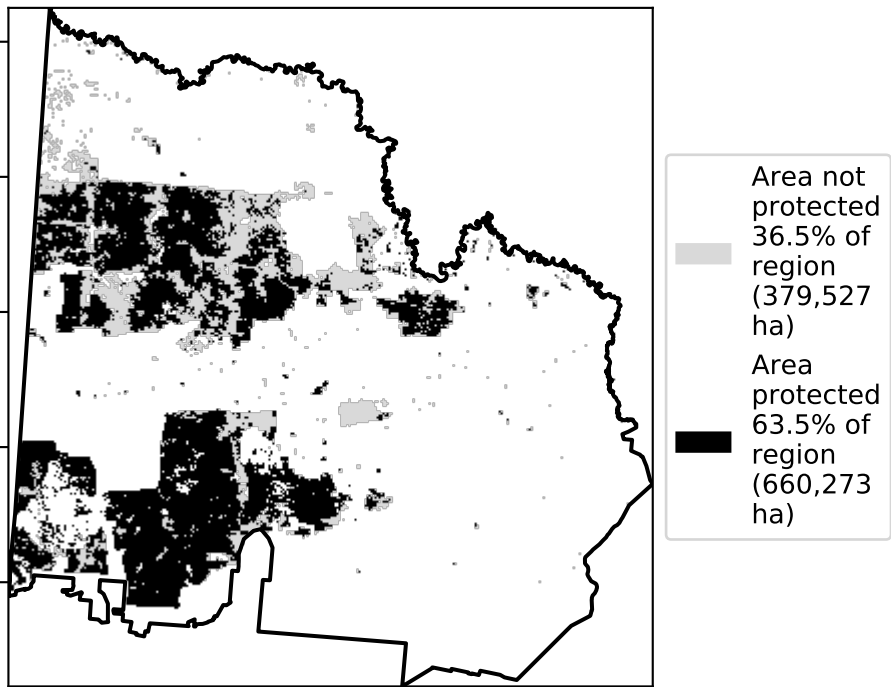 Area not
protected
36.5% of
region
(379,527
ha)
Area
protected
63.5% of
region
(660,273
ha)